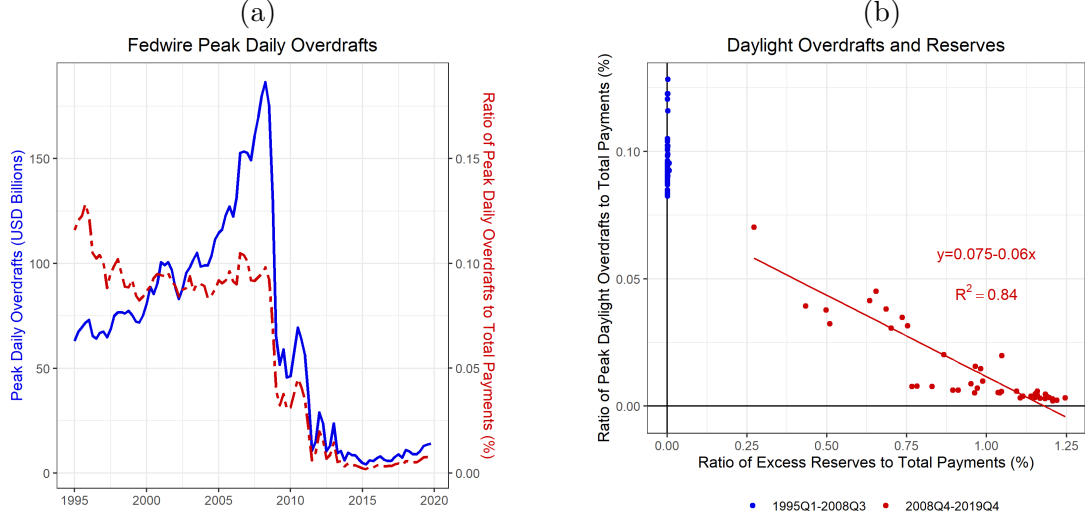 (a)
Fedwire Peak Daily Overdrafts
Peak Daily Overdrafts (USD Billions)
150
100
50
0
0.15
0.10
0.05
0.00
Ratio of Peak Daily Overdrafts to Total Payments (%)
1995
2000
2005
2010
2015
2020
(b)
Daylight Overdrafts and Reserves
Ratio of Peak Daylight Overdrafts to Total Payments (%)
0.10
0.05
0.00
y=0.075-0.06x
R² = 0.84
0.00
0.25
0.50
0.75
1.00
1.25
Ratio of Excess Reserves to Total Payments (%)
1995Q1-2008Q3
2008Q4-2019Q4